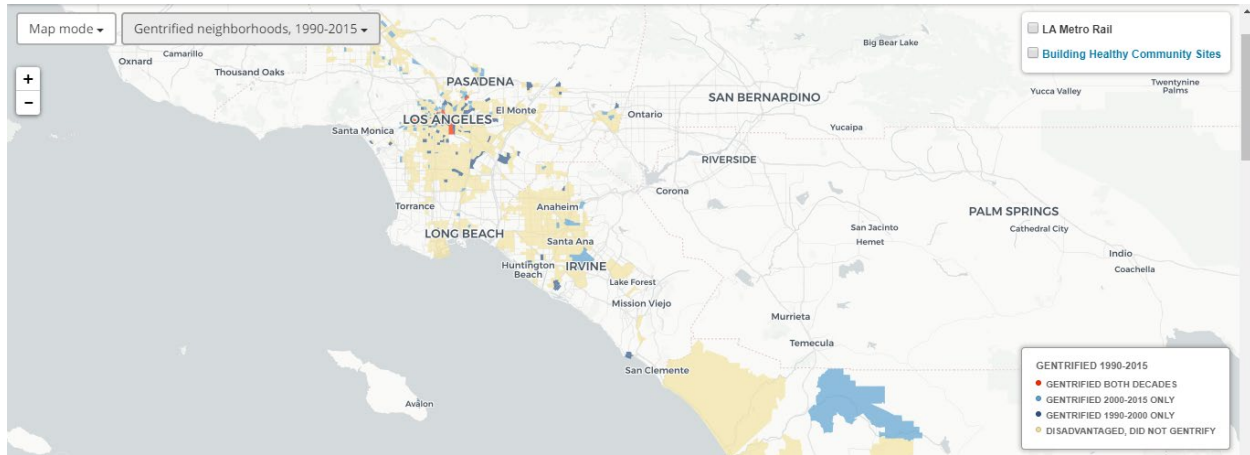 Map mode
Gentrified neighborhoods, 1990-2015
LA Metro Rail
Building Healthy Community Sites
+
−
Oxnard
Camarillo
Thousand Oaks
PASADENA
Big Bear Lake
Yucca Valley
Twentynine
Palms
SAN BERNARDINO
El Monte
Ontario
LOS ANGELES
Santa Monica
Yucaipa
RIVERSIDE
Corona
Torrance
Anaheim
PALM SPRINGS
Cathedral City
San Jacinto
Hemet
LONG BEACH
Santa Ana
Indio
Coachella
Huntington
Beach
IRVINE
Lake Forest
Mission Viejo
Murrieta
Temecula
San Clemente
Avalon
GENTRIFIED 1990-2015
GENTRIFIED BOTH DECADES
GENTRIFIED 2000-2015 ONLY
GENTRIFIED 1990-2000 ONLY
DISADVANTAGED, DID NOT GENTRIFY